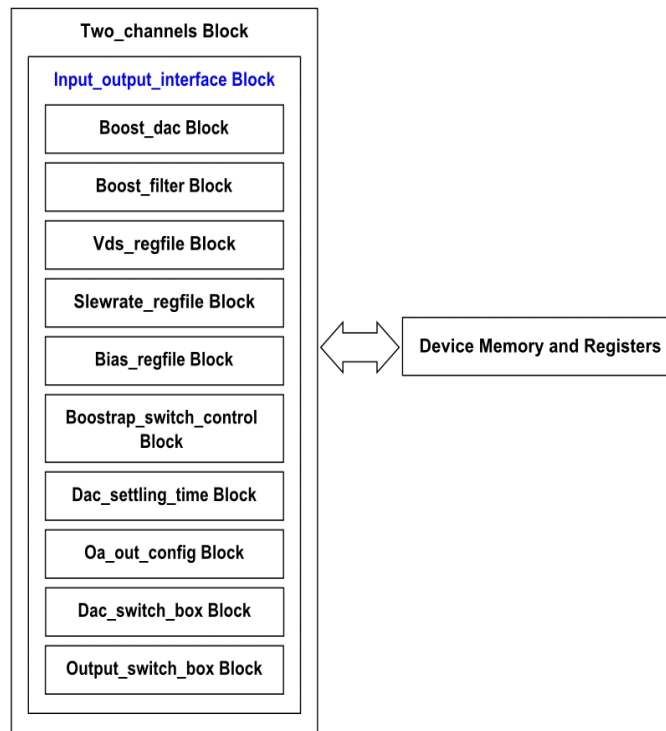 Two_channels Block
Input_output_interface Block
Boost_dac Block
Boost_filter Block
Vds_regfile Block
Slewrate_regfile Block
Bias_regfile Block
Boostrap_switch_control
Block
Dac_settling_time Block
Oa_out_config Block
Dac_switch_box Block
Output_switch_box Block
Device Memory and Registers